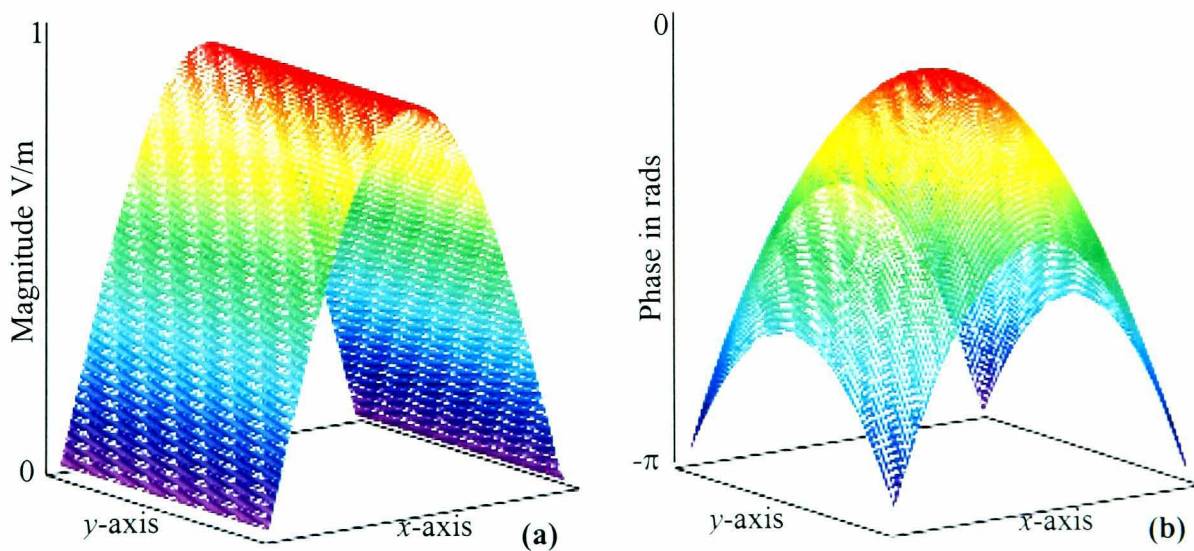 1
Magnitude V/m
0
y-axis
x-axis
(a)
0
Phase in rads
-π
y-axis
x-axis
(b)